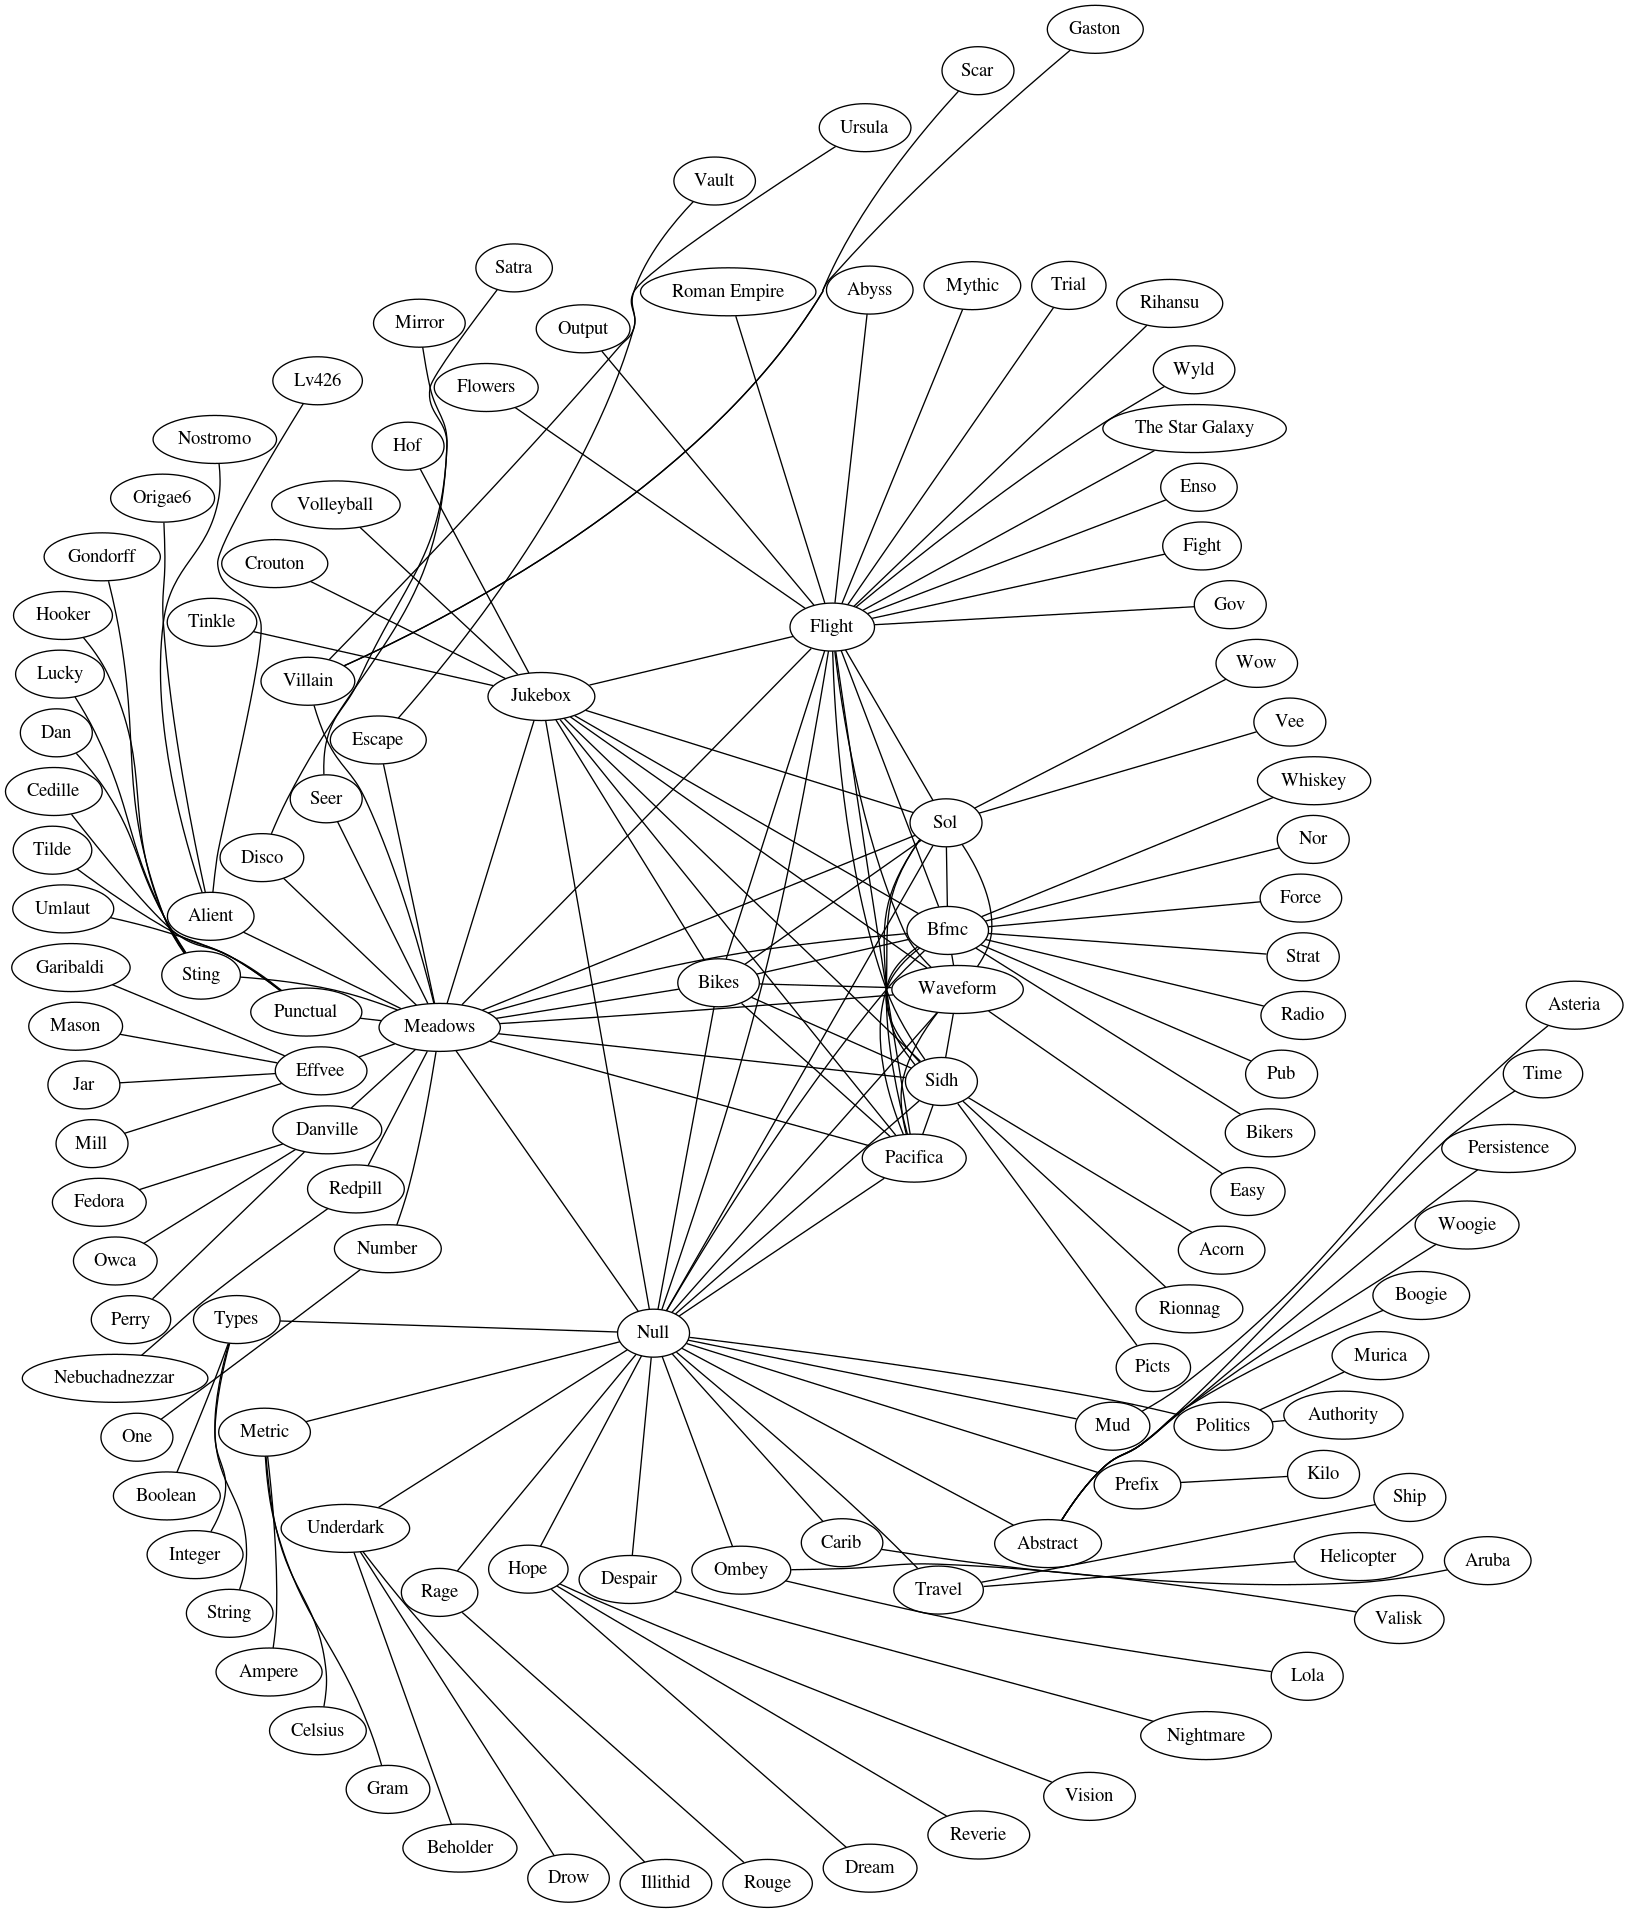 Gaston
Scar
Ursula
Vault
Satra
Roman Empire
Abyss
Mythic
Trial
Rihansu
Mirror
Output
Wyld
Lv426
Flowers
The Star Galaxy
Nostromo
Hof
Enso
Origae6
Volleyball
Fight
Gondorff
Crouton
Gov
Hooker
Tinkle
Flight
Wow
Lucky
Villain
Jukebox
Vee
Dan
Escape
Whiskey
Cedille
Seer
Sol
Nor
Tilde
Disco
Force
Umlaut
Alient
Bfmc
Strat
Garibaldi
Sting
Bikes
Waveform
Asteria
Radio
Punctual
Meadows
Mason
Effvee
Sidh
Pub
Time
Jar
Danville
Bikers
Mill
Pacifica
Persistence
Redpill
Easy
Fedora
Woogie
Number
Acorn
Owca
Boogie
Rionnag
Perry
Types
Null
Murica
Picts
Nebuchadnezzar
Authority
One
Metric
Mud
Politics
Kilo
Prefix
Boolean
Ship
Underdark
Carib
Abstract
Integer
Helicopter
Aruba
Hope
Despair
Ombey
Rage
Travel
String
Valisk
Ampere
Lola
Celsius
Nightmare
Gram
Vision
Reverie
Beholder
Dream
Drow
Illithid
Rouge